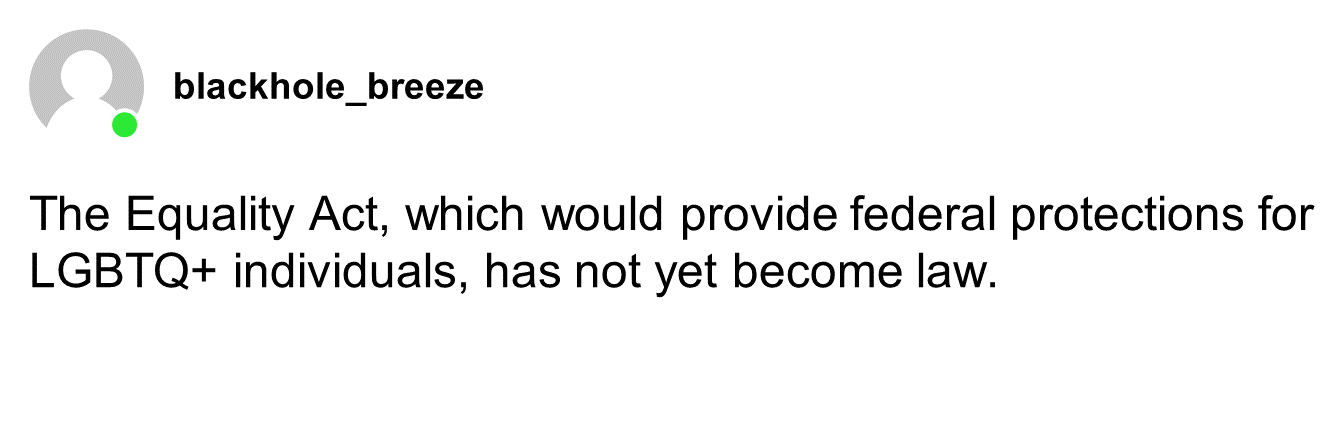 blackhole_breeze
The Equality Act, which would provide federal protections for
LGBTQ+ individuals, has not yet become law.